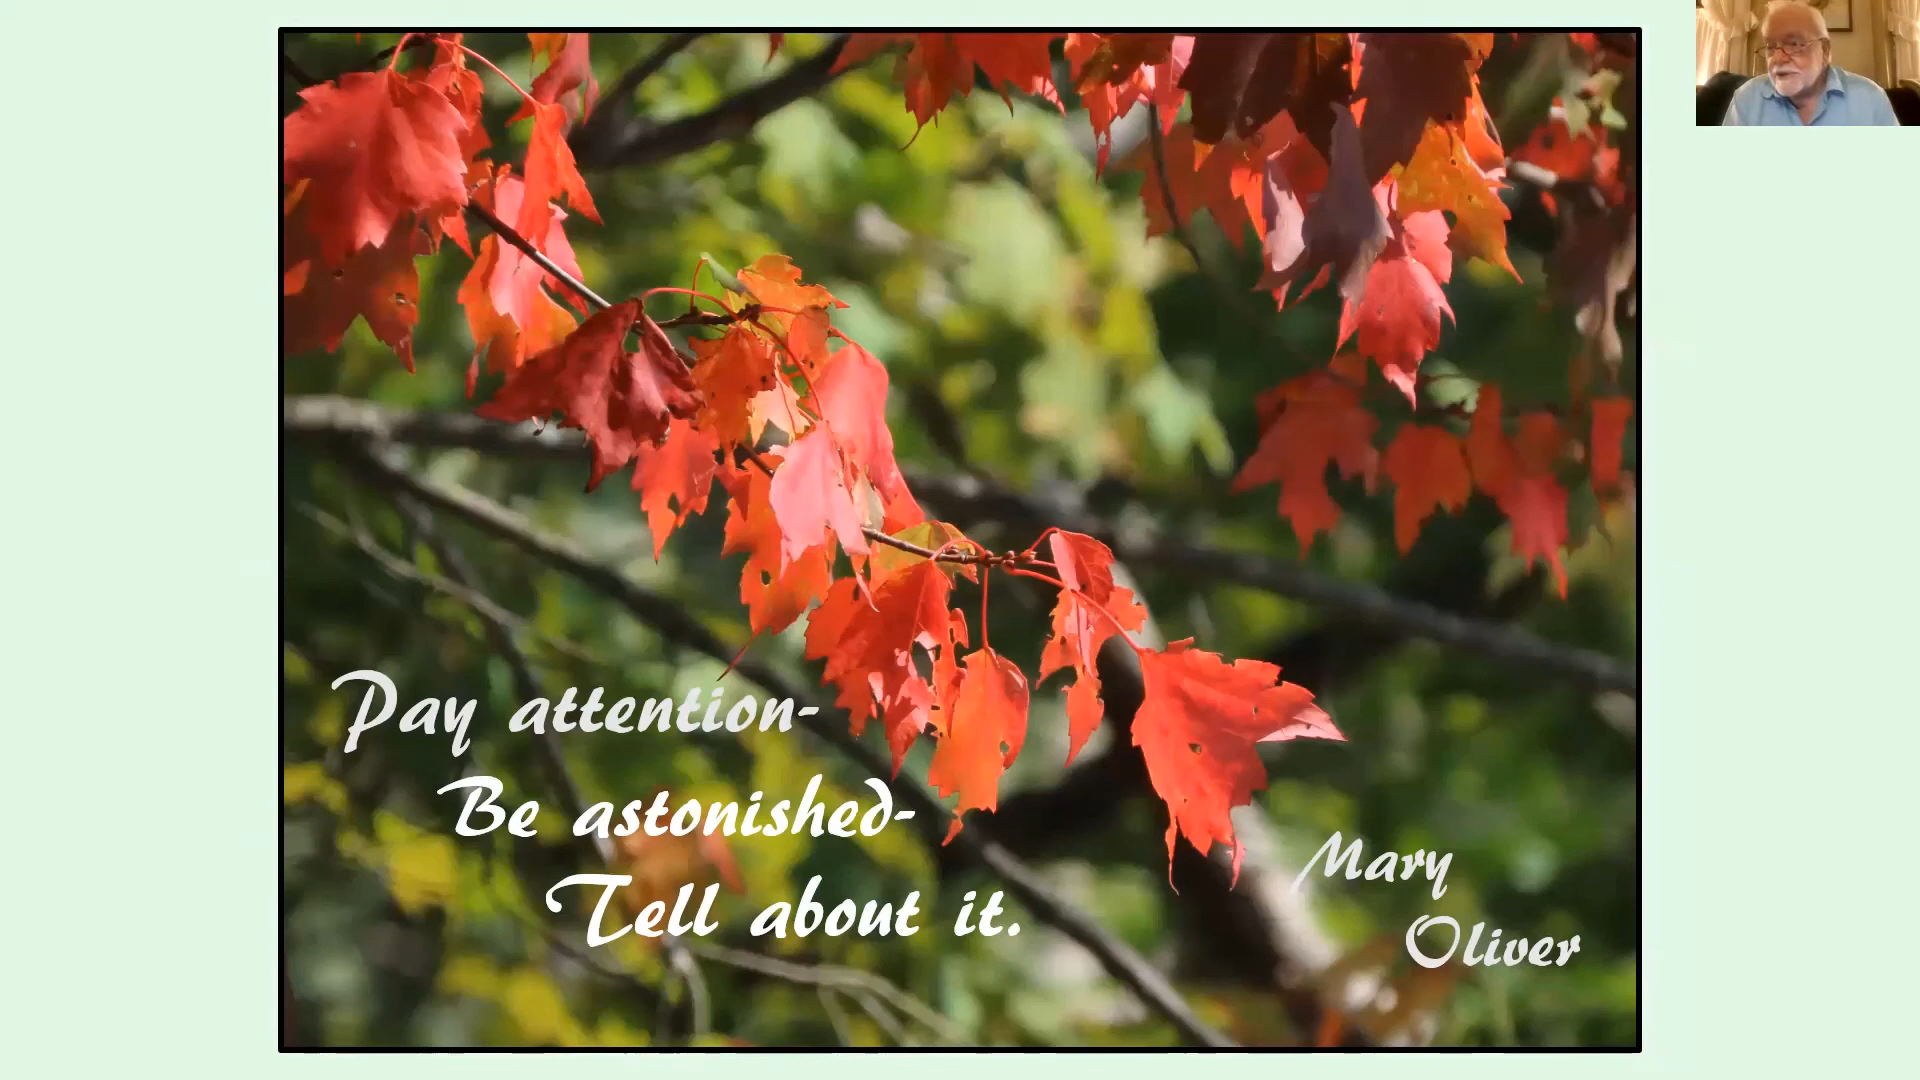 Pay attention-
Be astonished-
Tell about it.
Mary
Oliver